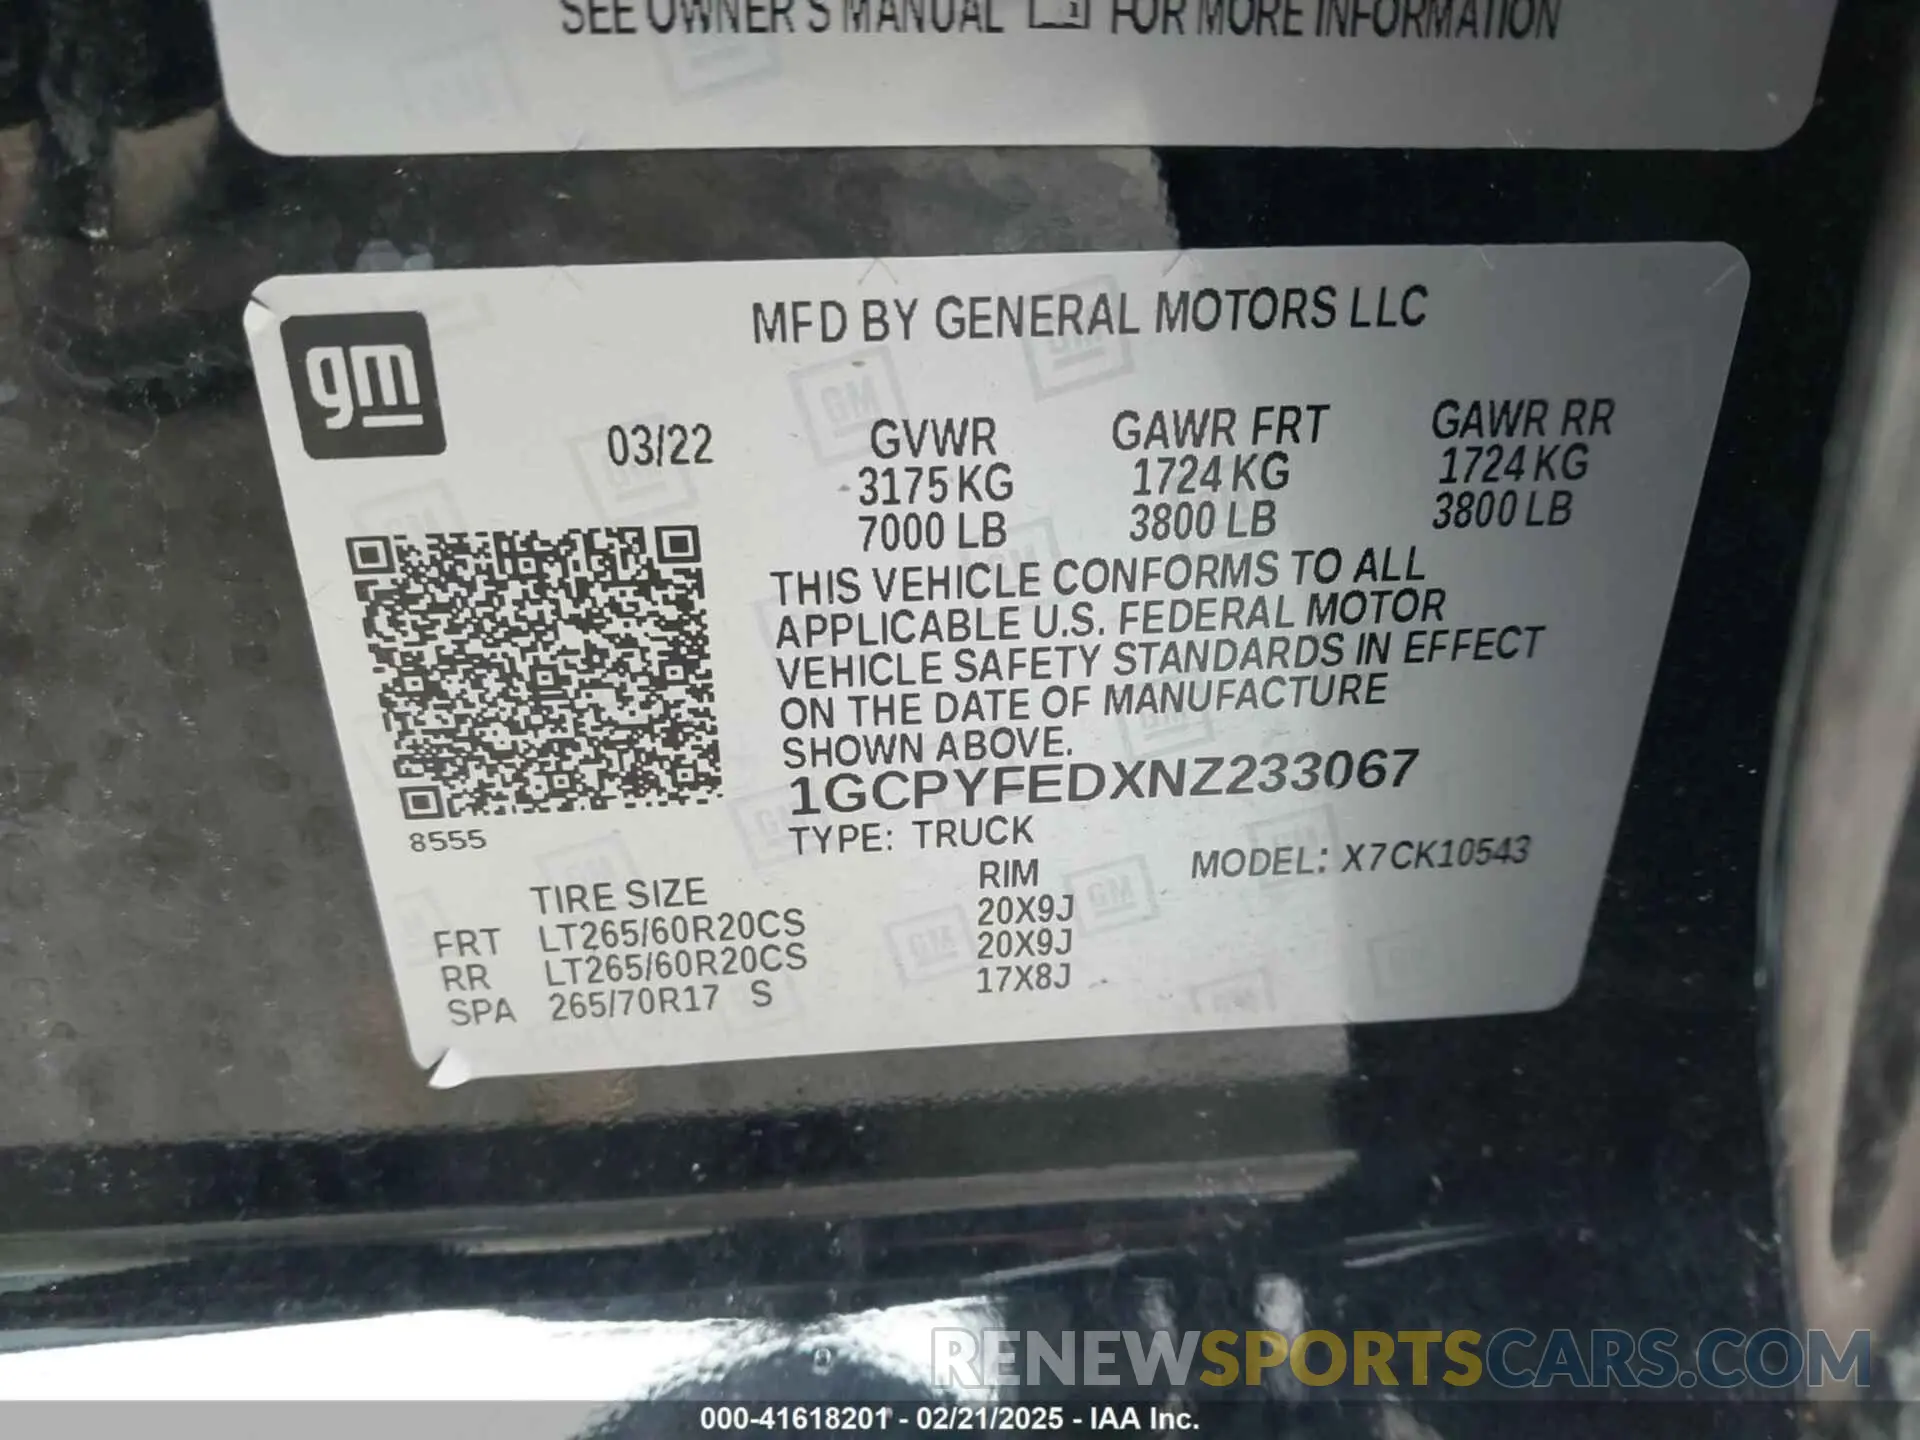 SEE OWNER'S MANUAL FOR MORE INFORMATION
gm
MFD BY GENERAL MOTORS LLC
03/22 GVWR GAWR FRT GAWR RR
3175 KG 1724 KG 1724 KG
7000 LB 3800 LB 3800 LB
THIS VEHICLE CONFORMS TO ALL
APPLICABLE U.S. FEDERAL MOTOR
VEHICLE SAFETY STANDARDS IN EFFECT
ON THE DATE OF MANUFACTURE
SHOWN ABOVE.
1GCPYFEDXNZ233067
8555
TYPE: TRUCK
MODEL: X7CK10543
TIRE SIZE RIM
FRT LT265/60R20CS 20X9J
RR LT265/60R20CS 20X9J
SPA 265/70R17 S 17X8J
RENEWSPORTSCARS.COM
000-41618201 - 02/21/2025 - IAA Inc.